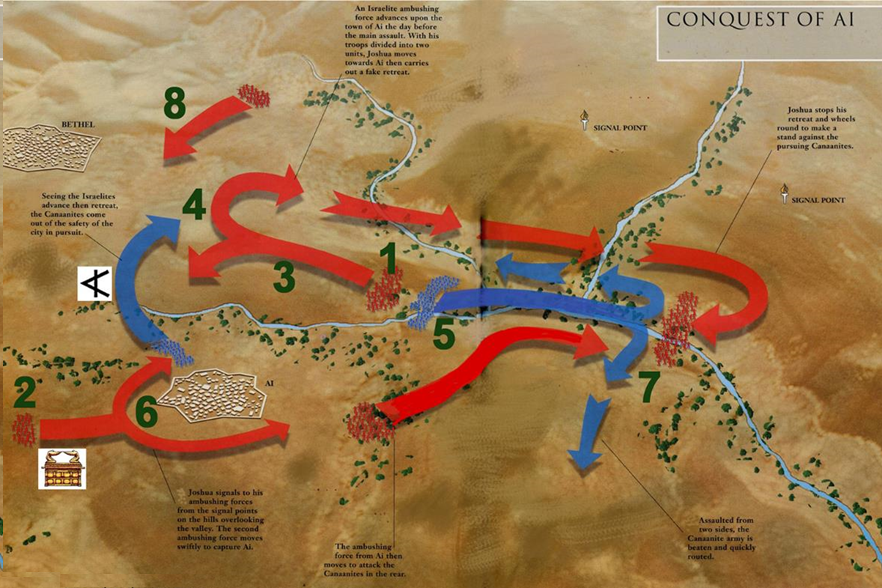 CONQUEST OF AI
An Israelite ambushing
force advances upon the
town of Ai the day before
the main assault. With his
troops divided into two
units, Joshua moves
towards Ai then carries
out a fake retreat.
8
BETHEL
SIGNAL POINT
Joshua stops his
retreat and wheels
round to make a
stand against the
pursuing Canaanites.
SIGNAL POINT
Seeing the Israelites
advance then retreat,
the Canaanites come
out of the safety of the
city in pursuit.
4
1
3
5
2
6
AI
7
Joshua signals to his
ambushing forces
from the signal points
on the hills overlooking
the valley. The second
ambushing force moves
swiftly to capture Ai.
The ambushing
force from Ai then
moves to attack the
Canaanites in the rear.
Assaulted from
two sides, the
Canaanite army is
beaten and quickly
routed.